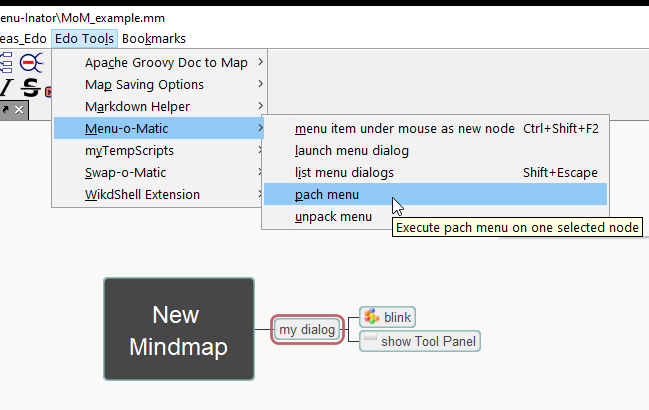 enu-Inator\MoM_example.mm
eas_Edo Edo Tools Bookmarks
Apache Groovy Doc to Map
Map Saving Options
Markdown Helper
Menu-o-Matic
menu item under mouse as new node Ctrl+Shift+F2
myTempScripts
launch menu dialog
Swap-o-Matic
list menu dialogs Shift+Escape
WikdShell Extension
pach menu
unpack menu
Execute pach menu on one selected node
New
Mindmap
my dialog
blink
show Tool Panel